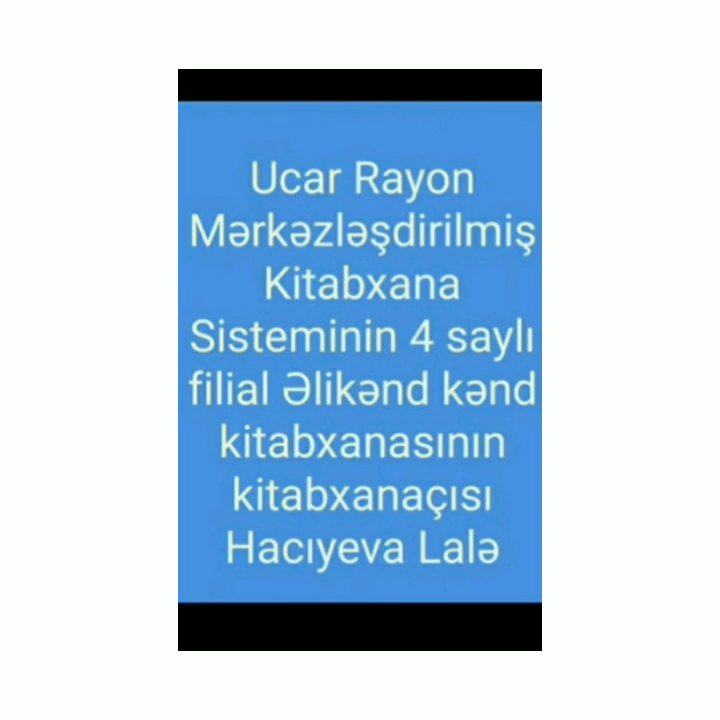 Ucar Rayon
Mərkəzləşdirilmiş
Kitabxana
Sisteminin 4 saylı
filial Əlikənd kənd
kitabxanasının
kitabxanaçısı
Hacıyeva Lalə